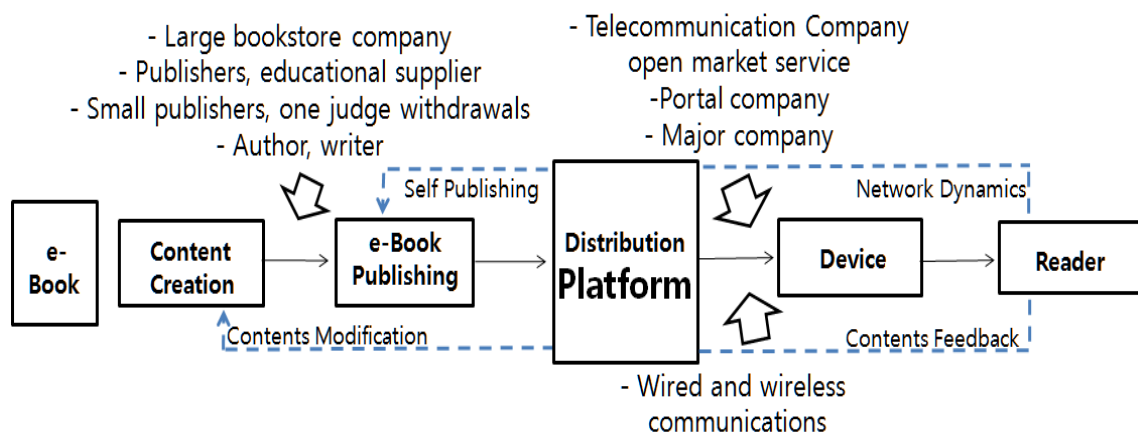 - Large bookstore company
- Publishers, educational supplier
- Small publishers, one judge withdrawals
- Author, writer
- Telecommunication Company
open market service
-Portal company
- Major company
Self Publishing
Network Dynamics
e-
Book
Content
Creation
e-Book
Publishing
Distribution
Platform
Device
Reader
Contents Modification
Contents Feedback
- Wired and wireless
communications